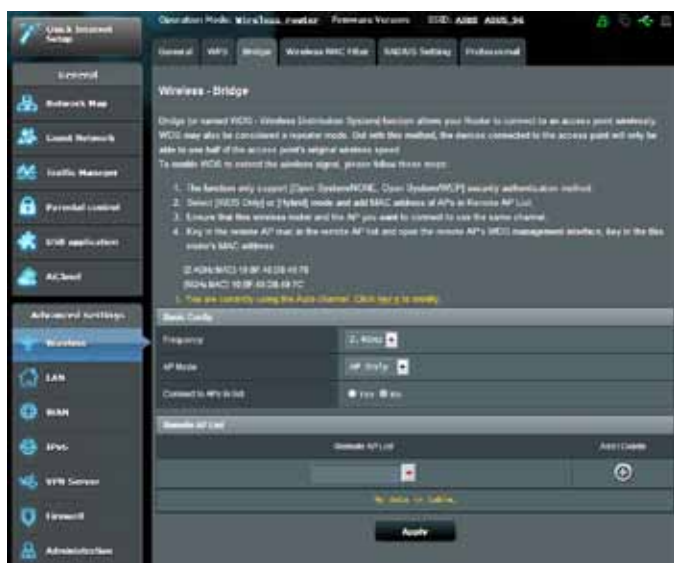 Quick Internet
Setup
Operation Mode: Wireless router Firmware Version: SSID: ASUS ASUS_5G
General WPS Bridge Wireless MAC Filter RADIUS Setting Professional
General
Network Map
Guest Network
Traffic Manager
Parental control
USB application
AiCloud
Advanced Settings
Wireless
LAN
WAN
IPv6
VPN Server
Firewall
Administration
Wireless - Bridge
Bridge (or named WDS - Wireless Distribution System) function allows your Router to connect to an access point wirelessly.
WDS may also be considered a repeater mode. But with this method, the devices connected to the access point will only be
able to one half of the access point's original wireless speed.
To enable WDS to extend the wireless signal, please follow these steps:
1. The function only support [Open System/NONE, Open System/WEP] security authentication method.
2. Select [WDS Only] or [Hybrid] mode and add MAC address of APs in Remote AP List.
3. Ensure that this wireless router and the AP you want to connect to use the same channel.
4. Key in the remote AP mac in the remote AP list and open the remote AP's WDS management interface, key in the this
router's MAC address.
You are currently using the Auto channel. Click here to modify.
Basic Config
Frequency 2.4GHz
AP Mode AP Only
Connect to APs in list Yes No
Remote AP List
Remote AP List Add / Delete
No data in table.
Apply